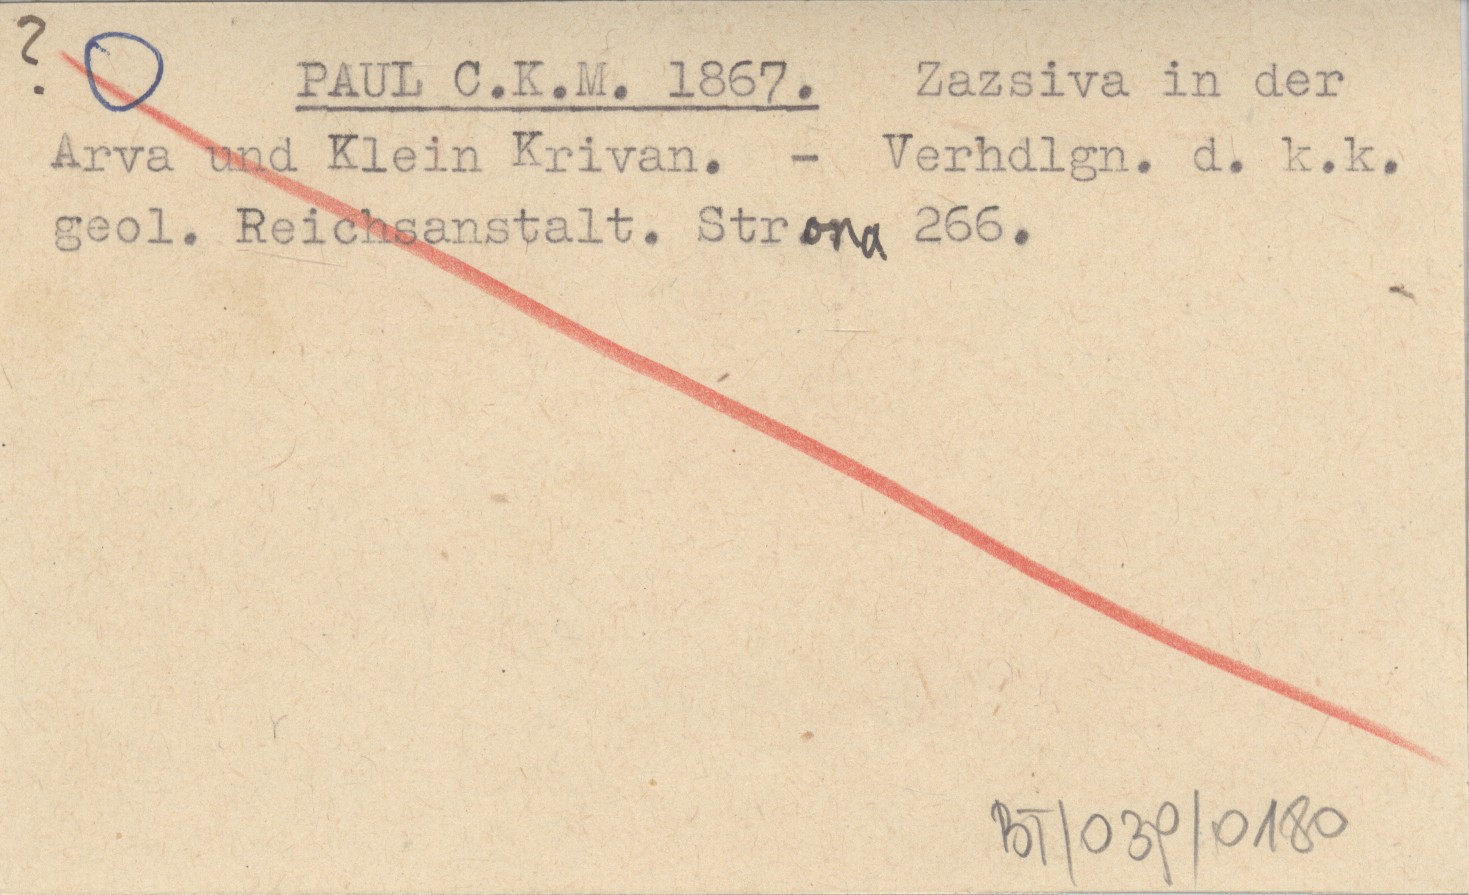 ?
PAUL C.K.M. 1867. Zazsiva in der
Arva und Klein Krivan. - Verhdlgn. d. k.k.
geol. Reichsanstalt. Strona 266.
BT/039/0180